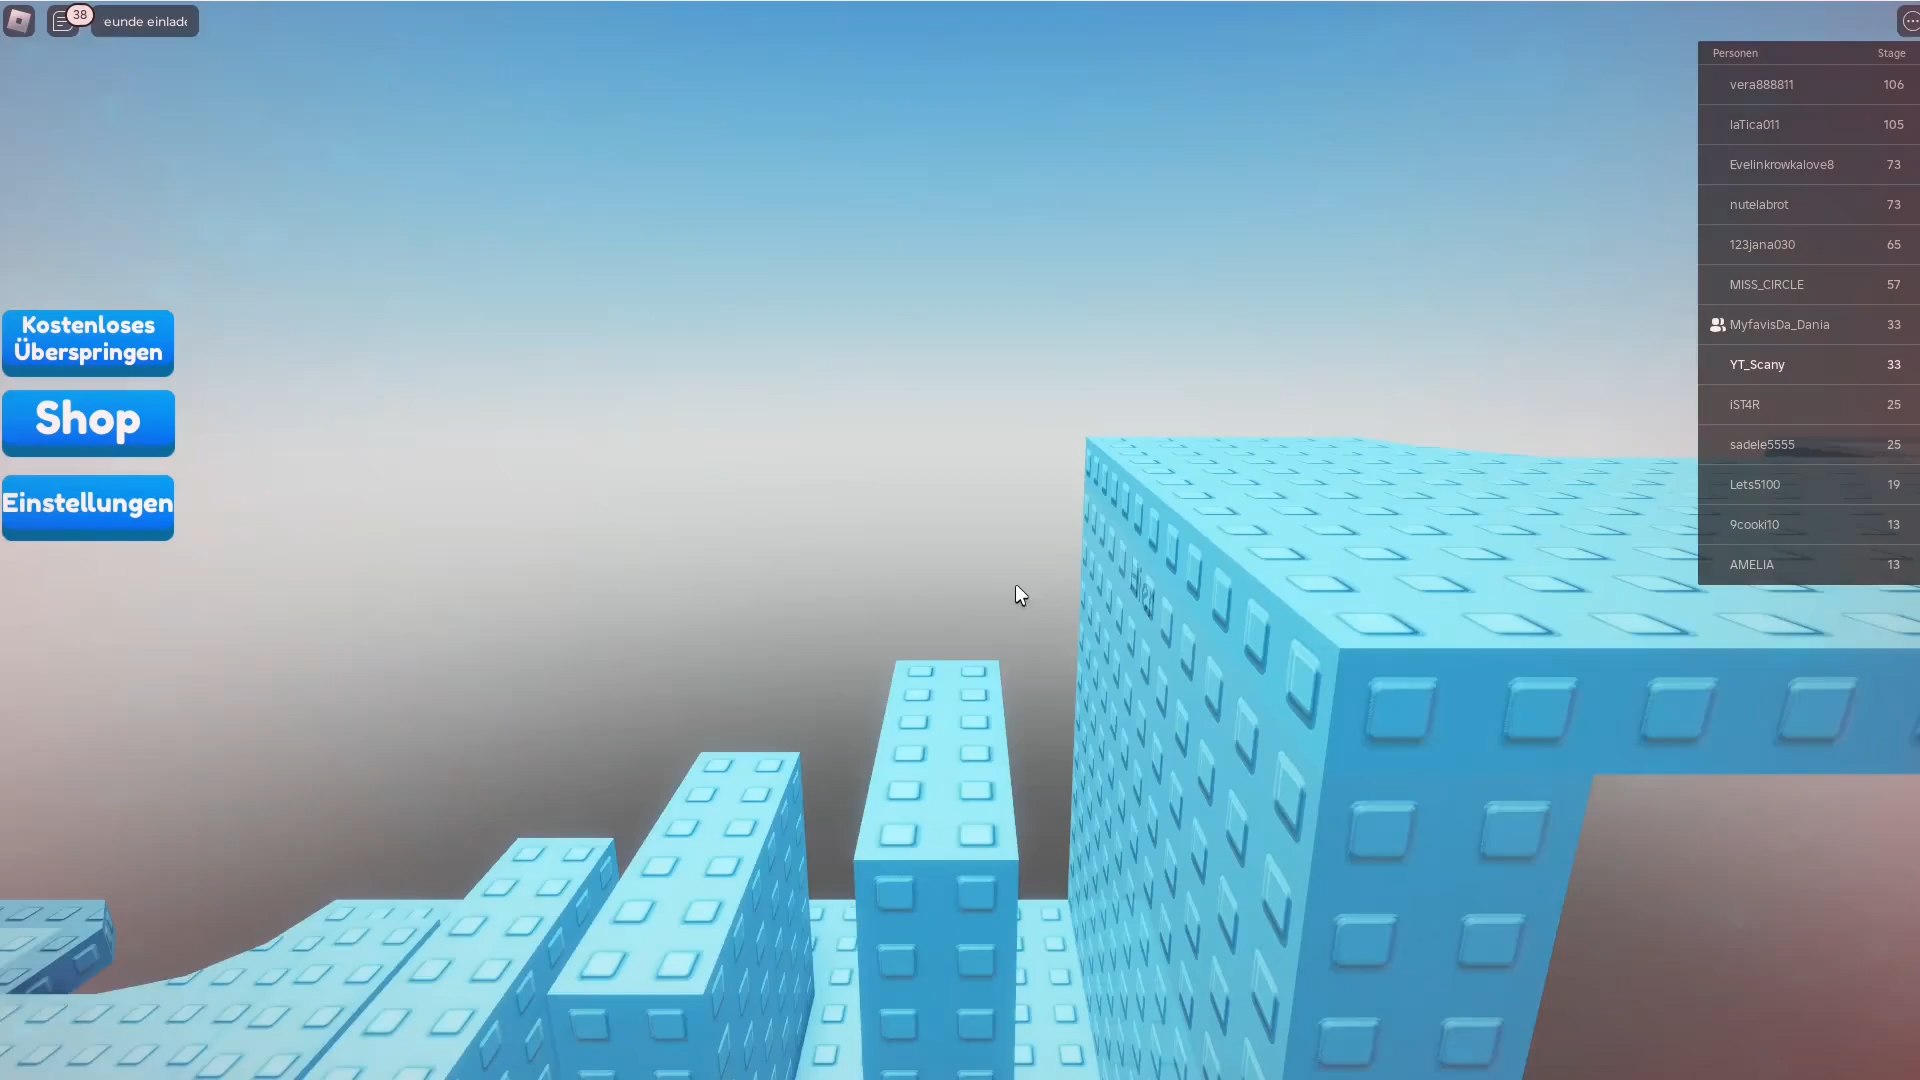 38
eunde einlade
Personen Stage
vera888811 106
laTica011 105
Evelinkrowkalove8 73
nutelabrot 73
123jana030 65
MISS_CIRCLE 57
MyfavisDa_Dania 33
YT_Scany 33
iST4R 25
sadele5555 25
Lets5100 19
9cooki10 13
AMELIA 13
Kostenloses
Überspringen
Shop
Einstellungen